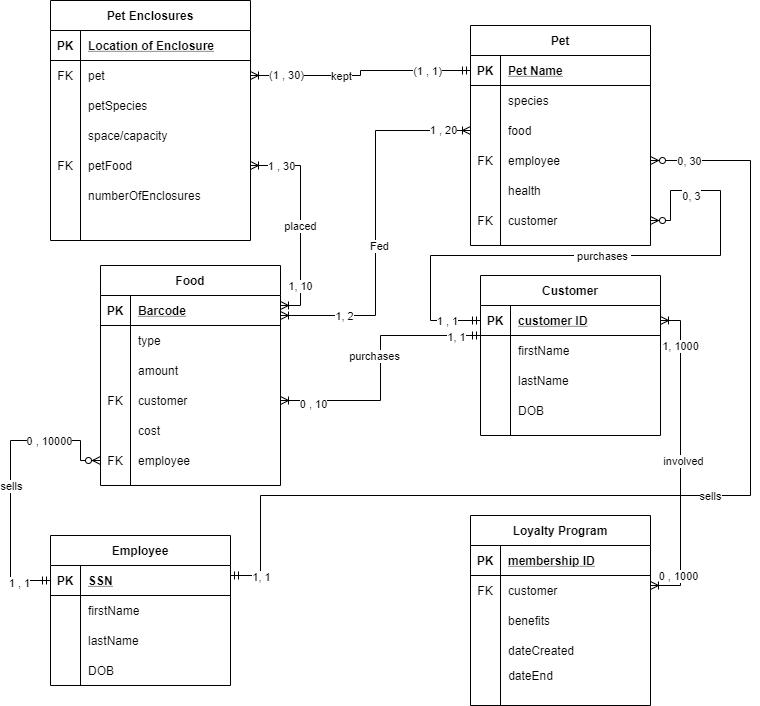 Pet Enclosures
PK Location of Enclosure
FK pet
petSpecies
space/capacity
FK petFood
numberOfEnclosures
(1 , 30)
kept
(1 , 1)
Pet
PK Pet Name
species
food
FK employee
health
FK customer
1 , 20
0, 30
0, 3
1 , 30
placed
1, 10
Fed
1, 2
purchases
Food
PK Barcode
type
amount
FK customer
cost
FK employee
Customer
PK customer ID
firstName
lastName
DOB
1 , 1
1, 1
purchases
0 , 10
1, 1000
involved
0 , 10000
sells
sells
Employee
PK SSN
firstName
lastName
DOB
1 , 1
1, 1
Loyalty Program
PK membership ID
FK customer
benefits
dateCreated
dateEnd
0 , 1000